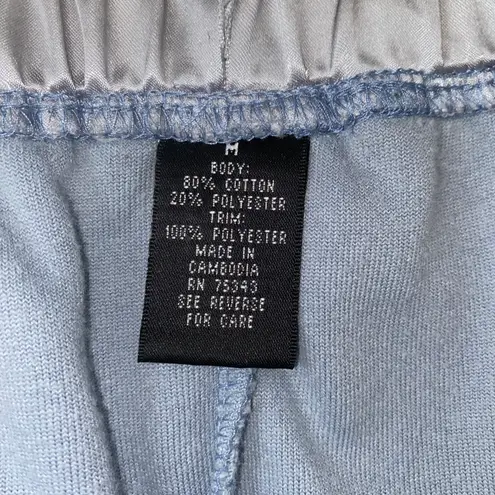 M
BODY:
80% COTTON
20% POLYESTER
TRIM:
100% POLYESTER
MADE IN
CAMBODIA
RN 75343
SEE REVERSE
FOR CARE